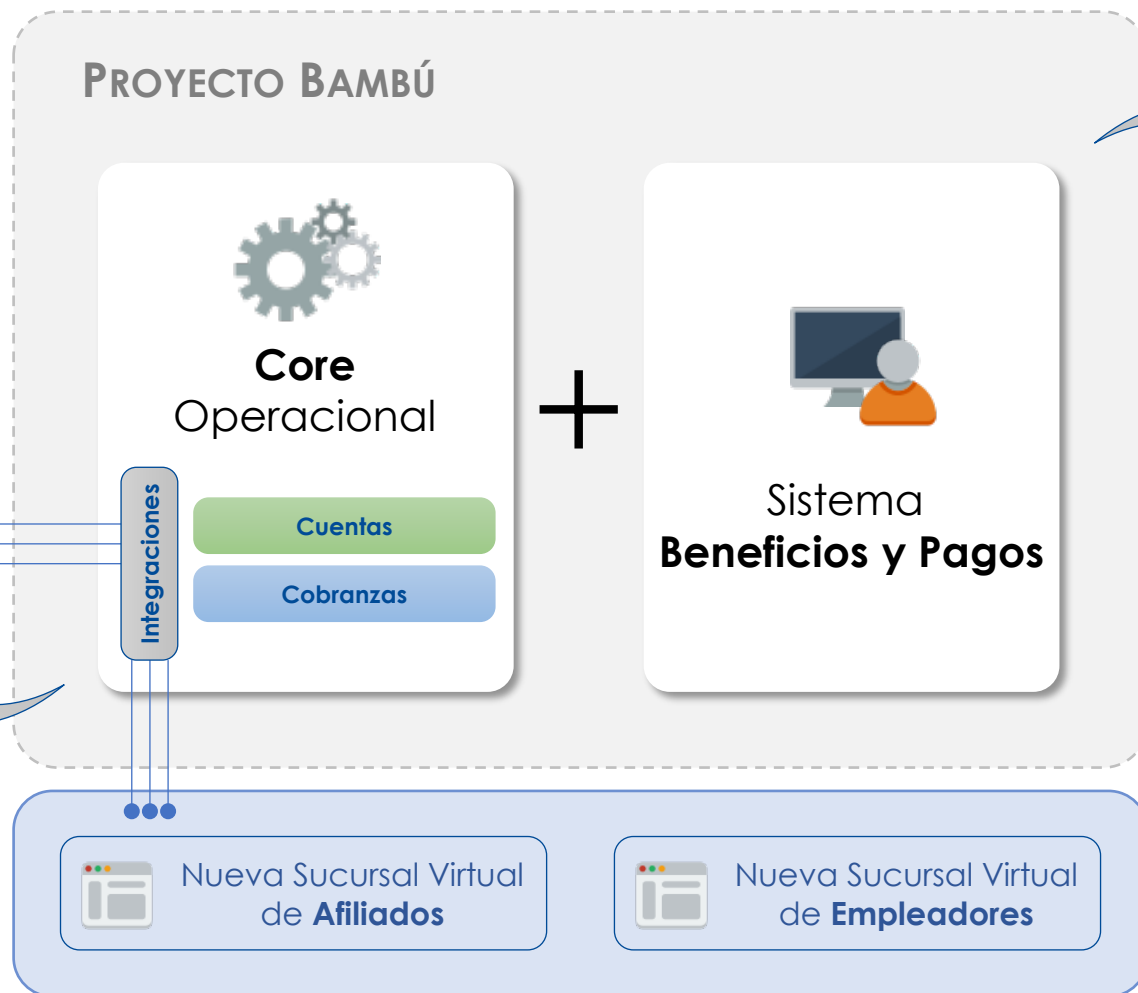 PROYECTO BAMBÚ
Core
Operacional
Integraciones
Cuentas
Cobranzas
+
Sistema
Beneficios y Pagos
Nueva Sucursal Virtual
de Afiliados
Nueva Sucursal Virtual
de Empleadores